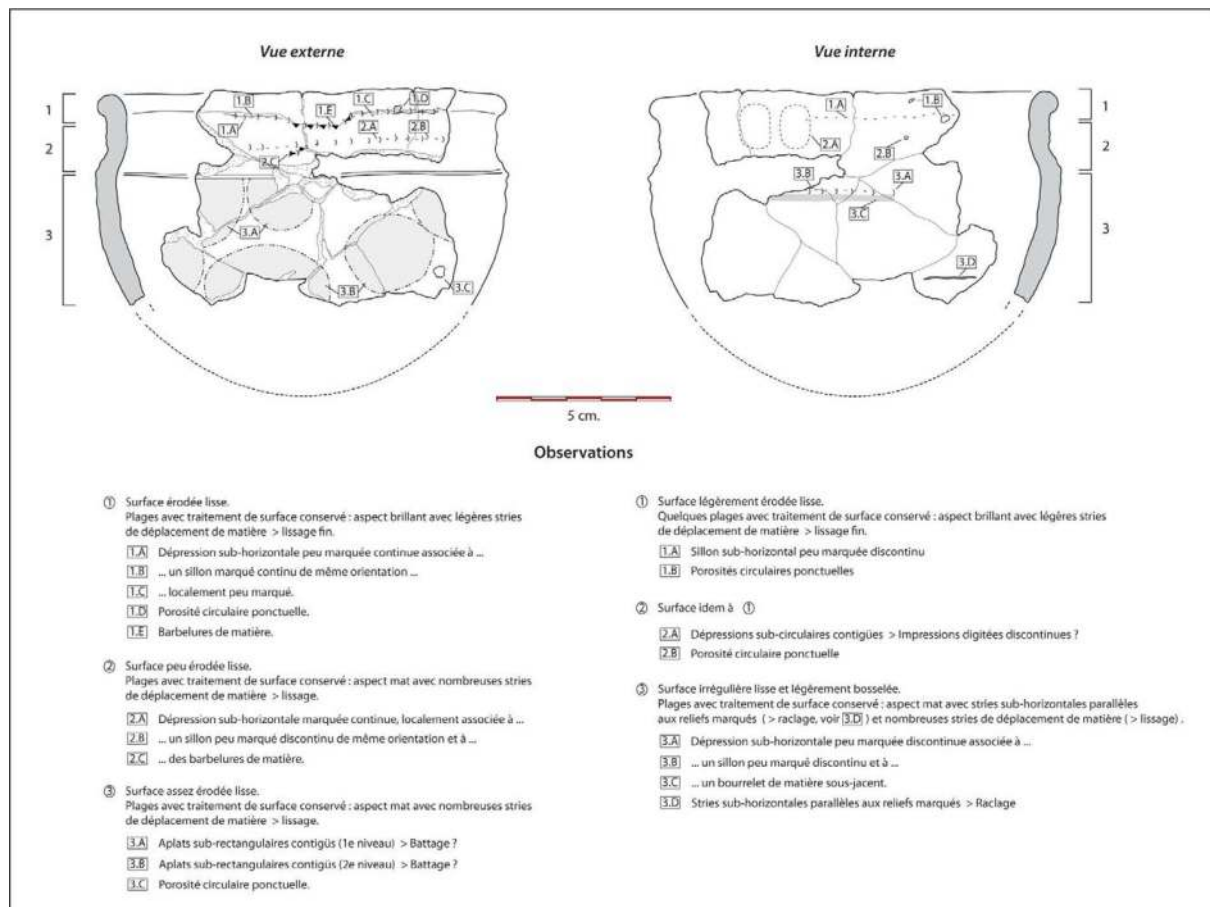 Vue externe
Vue interne
1
2
3
1.B
1.E
1.C
1.D
1.A
2.A
2.B
2.C
3.A
3.B
3.C
1.A
1.B
2.A
2.B
3.B
3.A
3.C
3.D
1
2
3
5 cm.
Observations
① Surface érodée lisse.
Plages avec traitement de surface conservé : aspect brillant avec légères stries
de déplacement de matière > lissage fin.
1.A Dépression sub-horizontale peu marquée continue associée à ...
1.B ... un sillon marqué continu de même orientation ...
1.C ... localement peu marqué.
1.D Porosité circulaire ponctuelle.
1.E Barbelures de matière.
② Surface peu érodée lisse.
Plages avec traitement de surface conservé : aspect mat avec nombreuses stries
de déplacement de matière > lissage.
2.A Dépression sub-horizontale marquée continue, localement associée à ...
2.B ... un sillon peu marqué discontinu de même orientation et à ...
2.C ... des barbelures de matière.
③ Surface assez érodée lisse.
Plages avec traitement de surface conservé : aspect mat avec nombreuses stries
de déplacement de matière > lissage.
3.A Aplats sub-rectangulaires contigüs (1e niveau) > Battage ?
3.B Aplats sub-rectangulaires contigüs (2e niveau) > Battage ?
3.C Porosité circulaire ponctuelle.
① Surface légèrement érodée lisse.
Quelques plages avec traitement de surface conservé : aspect brillant avec légères stries
de déplacement de matière > lissage fin.
1.A Sillon sub-horizontal peu marquée discontinu
1.B Porosités circulaires ponctuelles
② Surface idem à ①
2.A Dépressions sub-circulaires contigües > Impressions digitées discontinues ?
2.B Porosité circulaire ponctuelle
③ Surface irrégulière lisse et légèrement bosselée.
Plages avec traitement de surface conservé : aspect mat avec stries sub-horizontales parallèles
aux reliefs marqués ( > raclage, voir 3.D ) et nombreuses stries de déplacement de matière ( > lissage) .
3.A Dépression sub-horizontale peu marquée discontinue associée à ...
3.B ... un sillon peu marqué discontinu et à ...
3.C ... un bourrelet de matière sous-jacent.
3.D Stries sub-horizontales parallèles aux reliefs marqués > Raclage